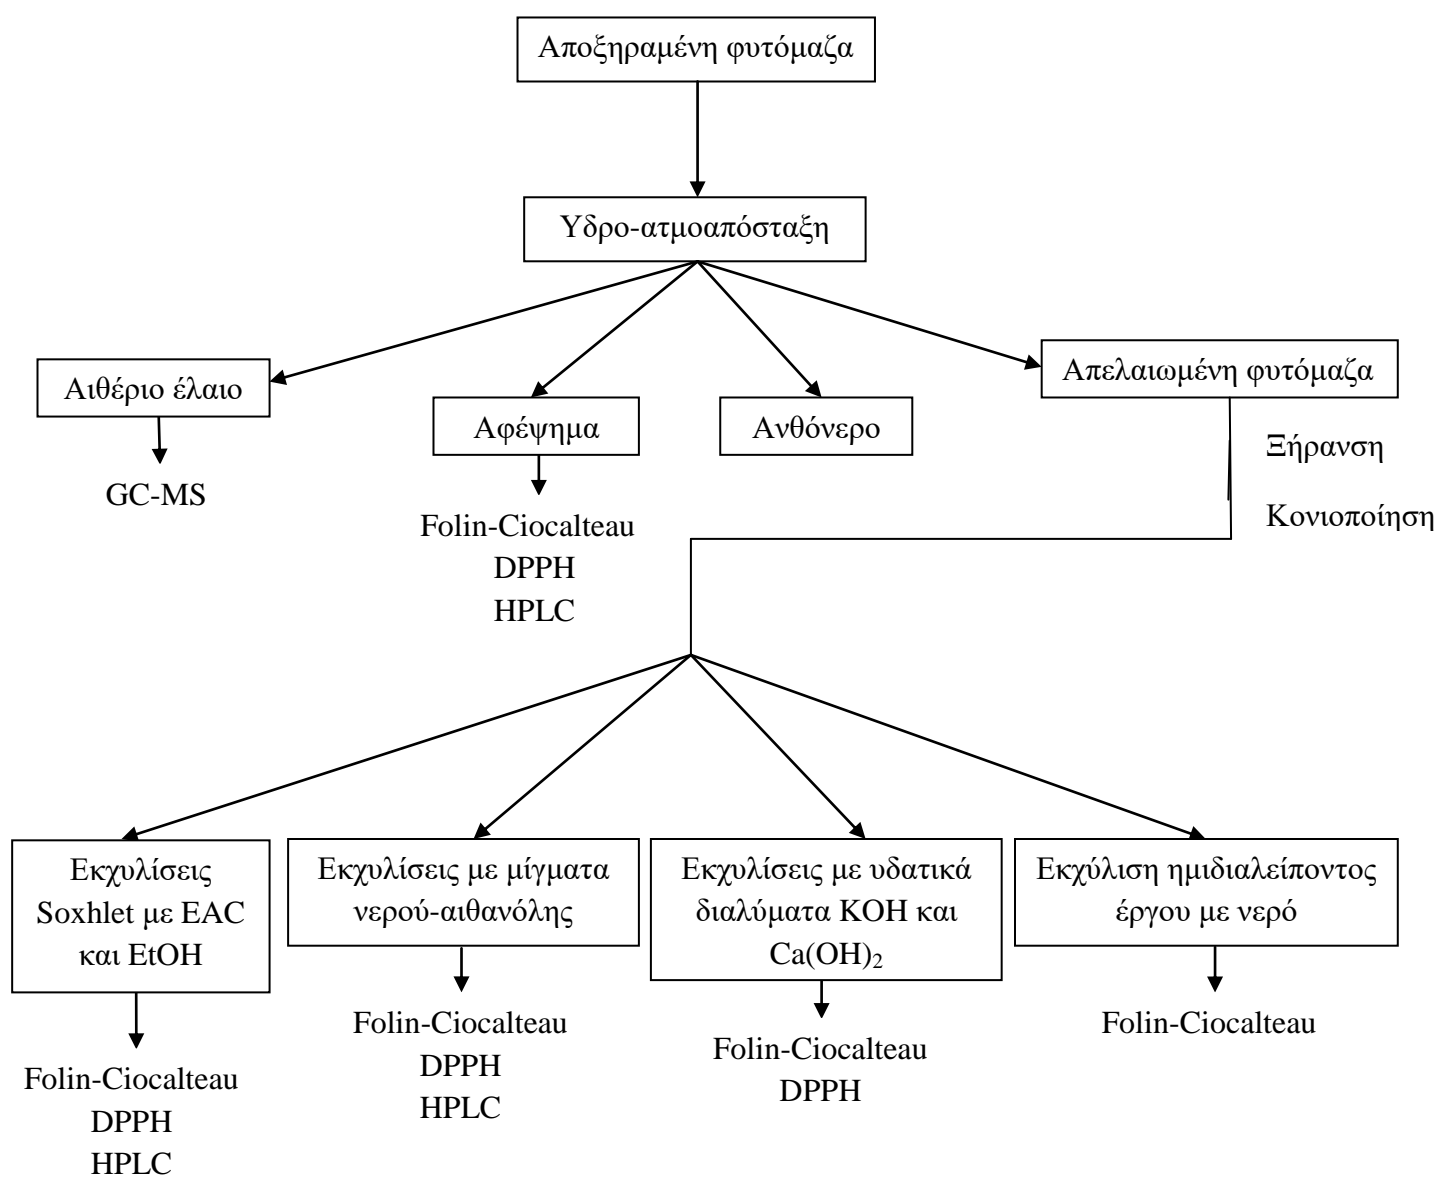 Αποξηραμένη φυτόμαζα
Υδρο-ατμοαπόσταξη
Αιθέριο έλαιο
GC-MS
Αφέψημα
Folin-Ciocalteau
DPPH
HPLC
Ανθόνερο
Απελαιωμένη φυτόμαζα
Ξήρανση
Κονιοποίηση
Εκχυλίσεις
Soxhlet με EAC
και EtOH
Folin-Ciocalteau
DPPH
HPLC
Εκχυλίσεις με μίγματα
νερού-αιθανόλης
Folin-Ciocalteau
DPPH
HPLC
Εκχυλίσεις με υδατικά
διαλύματα KOH και
Ca(OH)₂
Folin-Ciocalteau
DPPH
Εκχύλιση ημιδιαλείποντος
έργου με νερό
Folin-Ciocalteau